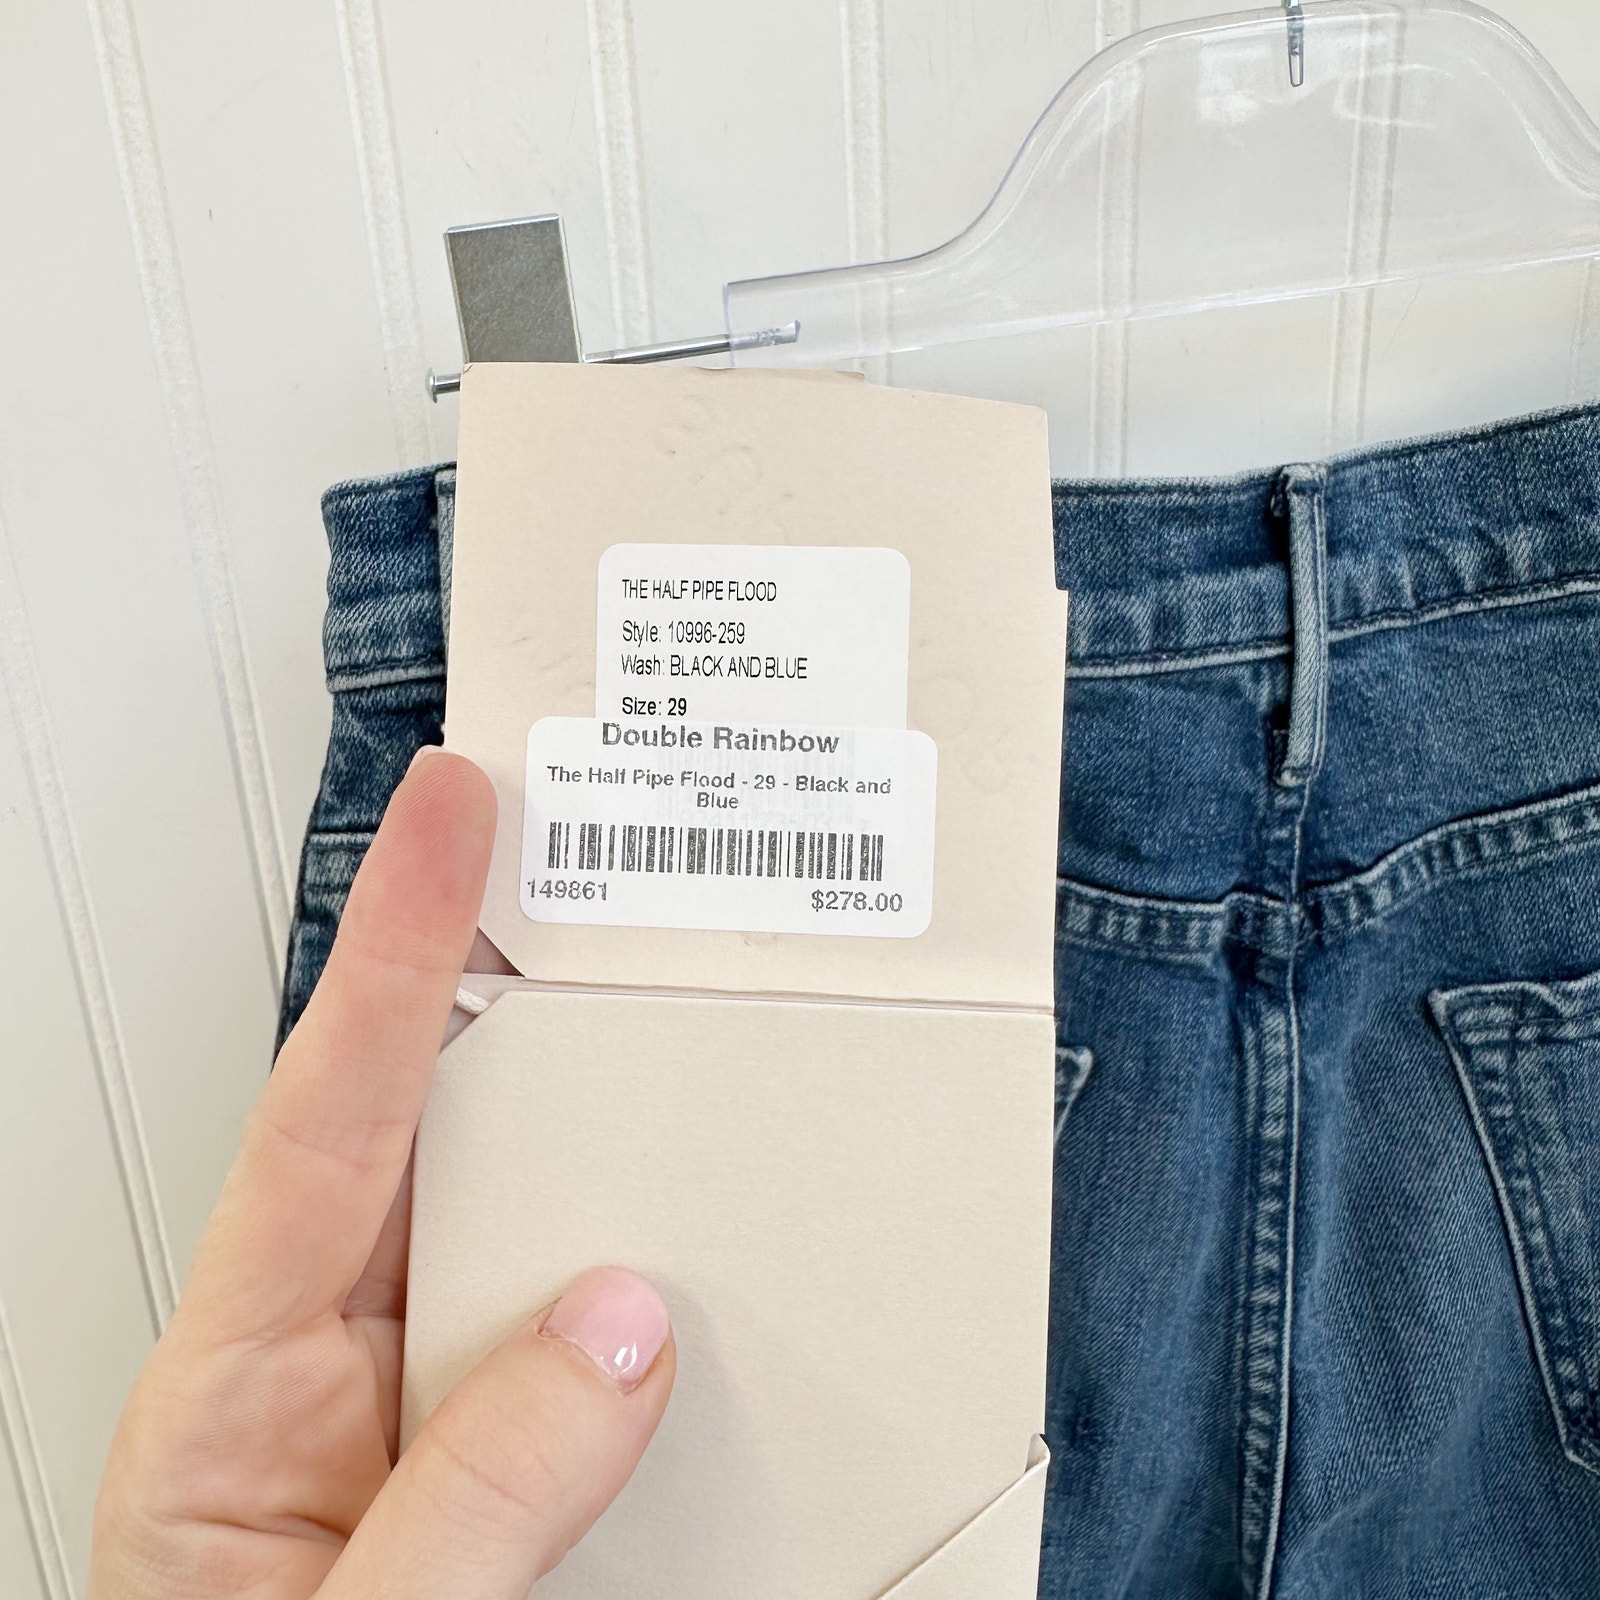 THE HALF PIPE FLOOD
Style: 10996-259
Wash: BLACK AND BLUE
Size: 29
Double Rainbow
The Half Pipe Flood - 29 - Black and
Blue
149861
$278.00